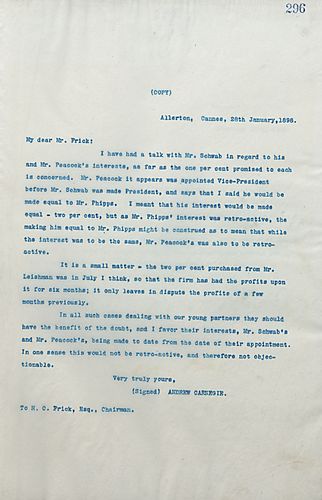 296
(COPY)
Allerton, Cannes, 28th January, 1898.
My dear Mr. Frick:
I have had a talk with Mr. Schwab in regard to his
and Mr. Peacock's interests, as far as the one per cent promised to each
is concerned. Mr. Peacock it appears was appointed Vice-President
before Mr. Schwab was made President, and says that I said he would be
made equal to Mr. Phipps. I meant that his interest would be made
equal - two per cent, but as Mr. Phipps' interest was retro-active, the
making him equal to Mr. Phipps might be construed as to mean that while
the interest was to be the same, Mr. Peacock's was also to be retro-
active.
It is a small matter - the two per cent purchased from Mr.
Leishman was in July I think, so that the firm has had the profits upon
it for six months; it only leaves in dispute the profits of a few
months previously.
In all such cases dealing with our young partners they should
have the benefit of the doubt, and I favor their interests, Mr. Schwab's
and Mr. Peacock's, being made to date from the date of their appointment.
In one sense this would not be retro-active, and therefore not objec-
tionable.
Very truly yours,
(Signed) ANDREW CARNEGIE.
To H. C. Frick, Esq., Chairman.